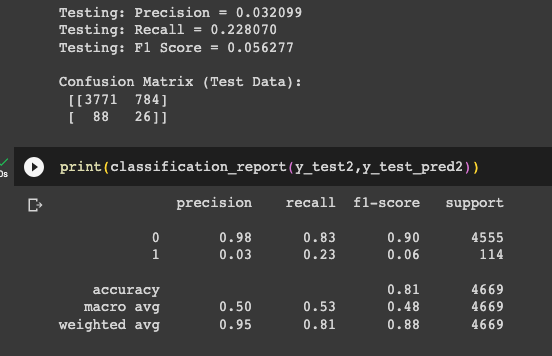 Testing: Precision = 0.032099
Testing: Recall = 0.228070
Testing: F1 Score = 0.056277
Confusion Matrix (Test Data):
[[3771 784]
[ 88 26]]
print(classification_report(y_test2,y_test_pred2))
0s
precision recall f1-score support
0 0.98 0.83 0.90 4555
1 0.03 0.23 0.06 114
accuracy 0.81 4669
macro avg 0.50 0.53 0.48 4669
weighted avg 0.95 0.81 0.88 4669